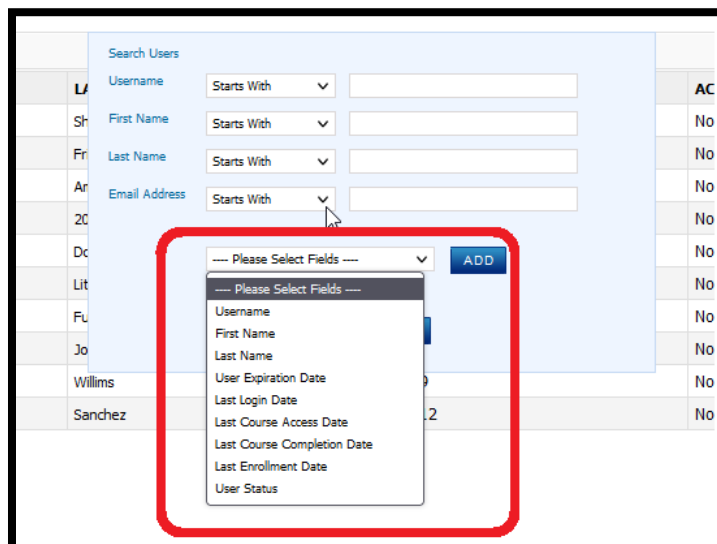 Search Users
Username Starts With
First Name Starts With
Last Name Starts With
Email Address Starts With
---- Please Select Fields ---- ADD
---- Please Select Fields ----
Username
First Name
Last Name
User Expiration Date
Last Login Date
Last Course Access Date
Last Course Completion Date
Last Enrollment Date
User Status
No
No
No
No
No
No
No
No
Willims No
Sanchez No